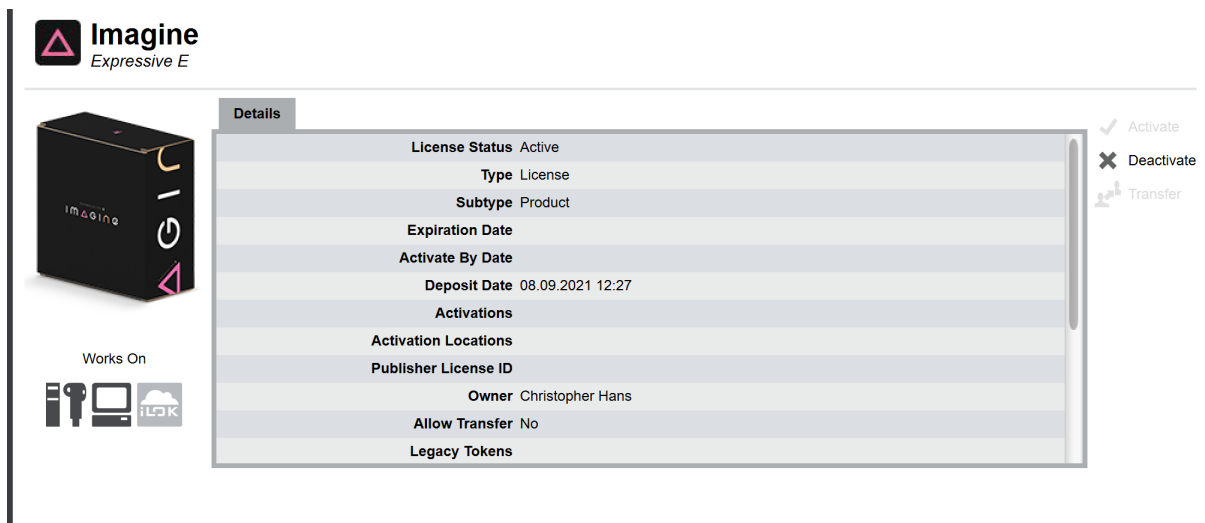 Imagine
Expressive E
Details
License Status Active
Type License
Subtype Product
Expiration Date
Activate By Date
Deposit Date 08.09.2021 12:27
Activations
Activation Locations
Publisher License ID
Owner Christopher Hans
Allow Transfer No
Legacy Tokens
Activate
Deactivate
Transfer
IMAGINE
AGIC
Works On
iLOK